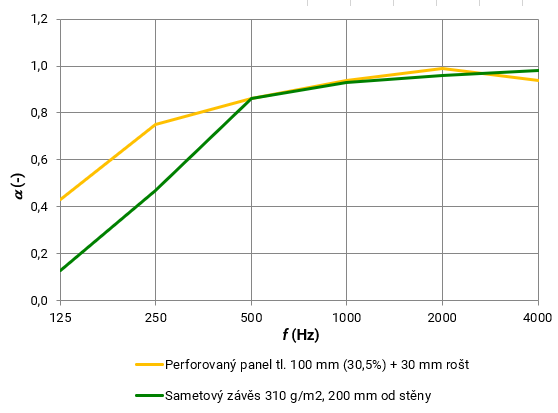 1,2
1,0
0,8
0,6
0,4
0,2
0,0
α (-)
125 250 500 1000 2000 4000
f (Hz)
Perforovaný panel tl. 100 mm (30,5%) + 30 mm rošt
Sametový závěs 310 g/m2, 200 mm od stěny